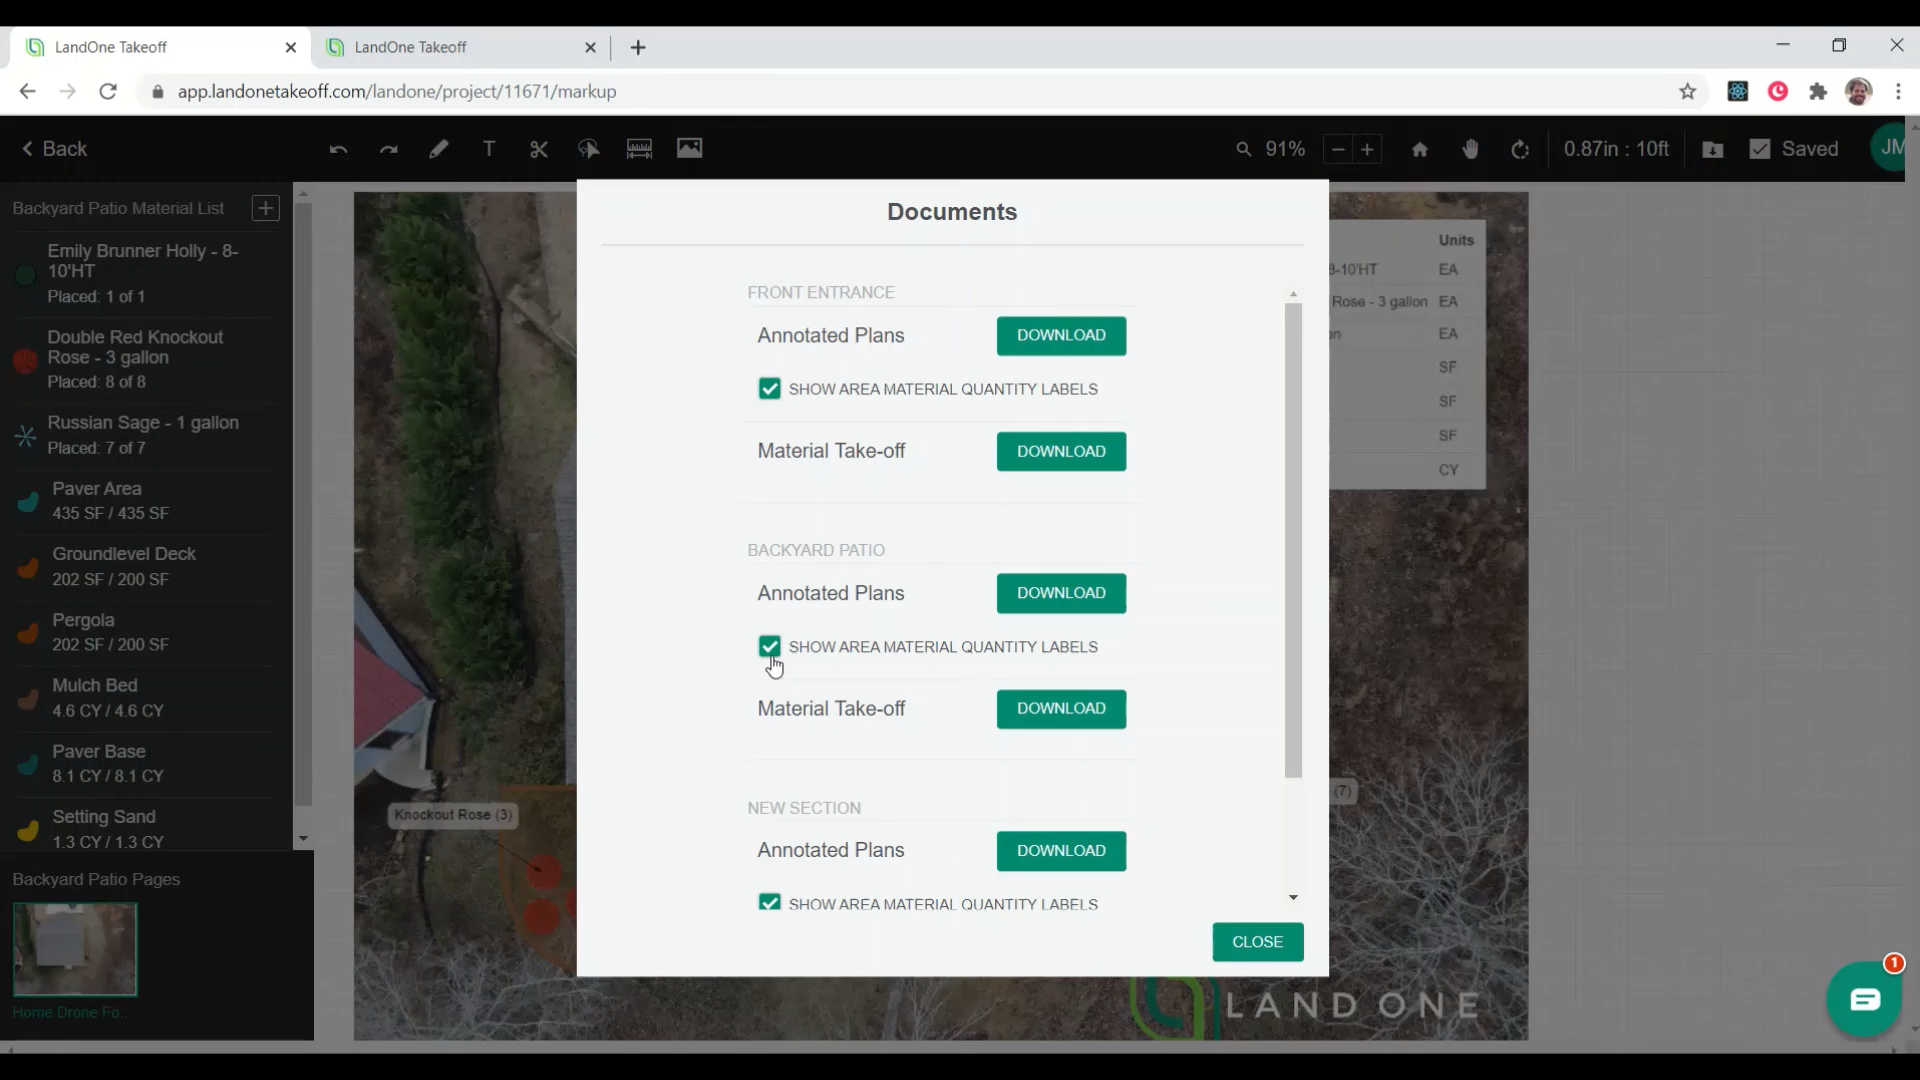 LandOne Takeoff
LandOne Takeoff
app.landonetakeoff.com/landone/project/11671/markup
Back
T
91%
0.87in : 10ft
Saved
JM
Backyard Patio Material List
Emily Brunner Holly - 8-
10'HT
Placed: 1 of 1
Double Red Knockout
Rose - 3 gallon
Placed: 8 of 8
Russian Sage - 1 gallon
Placed: 7 of 7
Paver Area
435 SF / 435 SF
Groundlevel Deck
202 SF / 200 SF
Pergola
202 SF / 200 SF
Mulch Bed
4.6 CY / 4.6 CY
Paver Base
8.1 CY / 8.1 CY
Setting Sand
1.3 CY / 1.3 CY
Backyard Patio Pages
Home Drone Fo...
Knockout Rose (3)
Documents
FRONT ENTRANCE
Annotated Plans
DOWNLOAD
SHOW AREA MATERIAL QUANTITY LABELS
Material Take-off
DOWNLOAD
BACKYARD PATIO
Annotated Plans
DOWNLOAD
SHOW AREA MATERIAL QUANTITY LABELS
Material Take-off
DOWNLOAD
NEW SECTION
Annotated Plans
DOWNLOAD
SHOW AREA MATERIAL QUANTITY LABELS
CLOSE
Units
8-10'HT EA
Rose - 3 gallon EA
on EA
SF
SF
SF
CY
(7)
LAND ONE
1